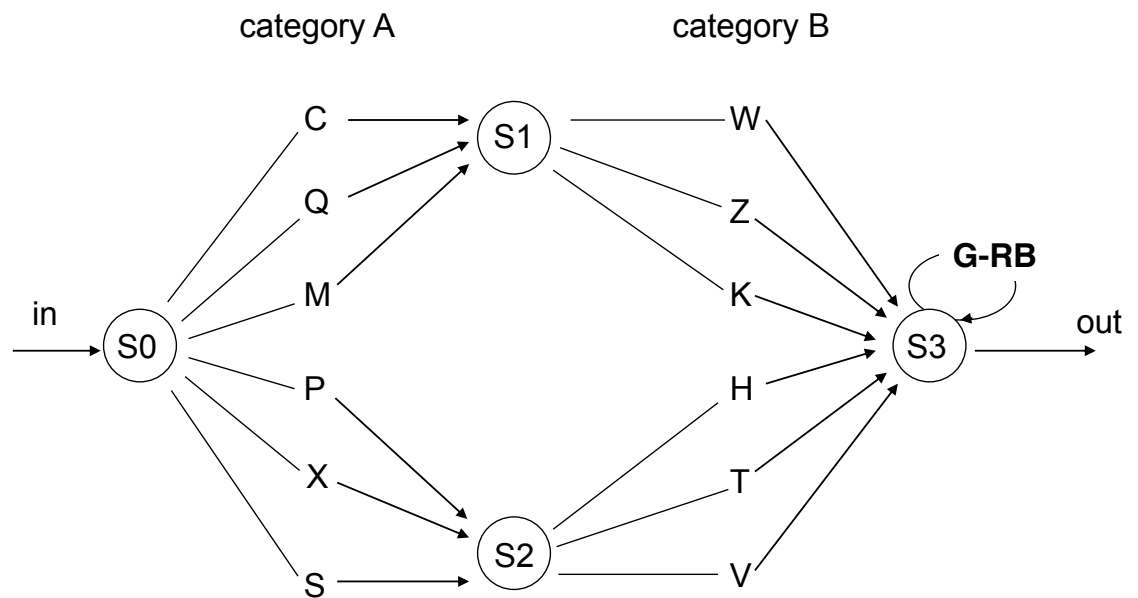 category A category B
C S1 W
Q Z
M K
G-RB
in S0 S3 out
P H
X T
S S2 V